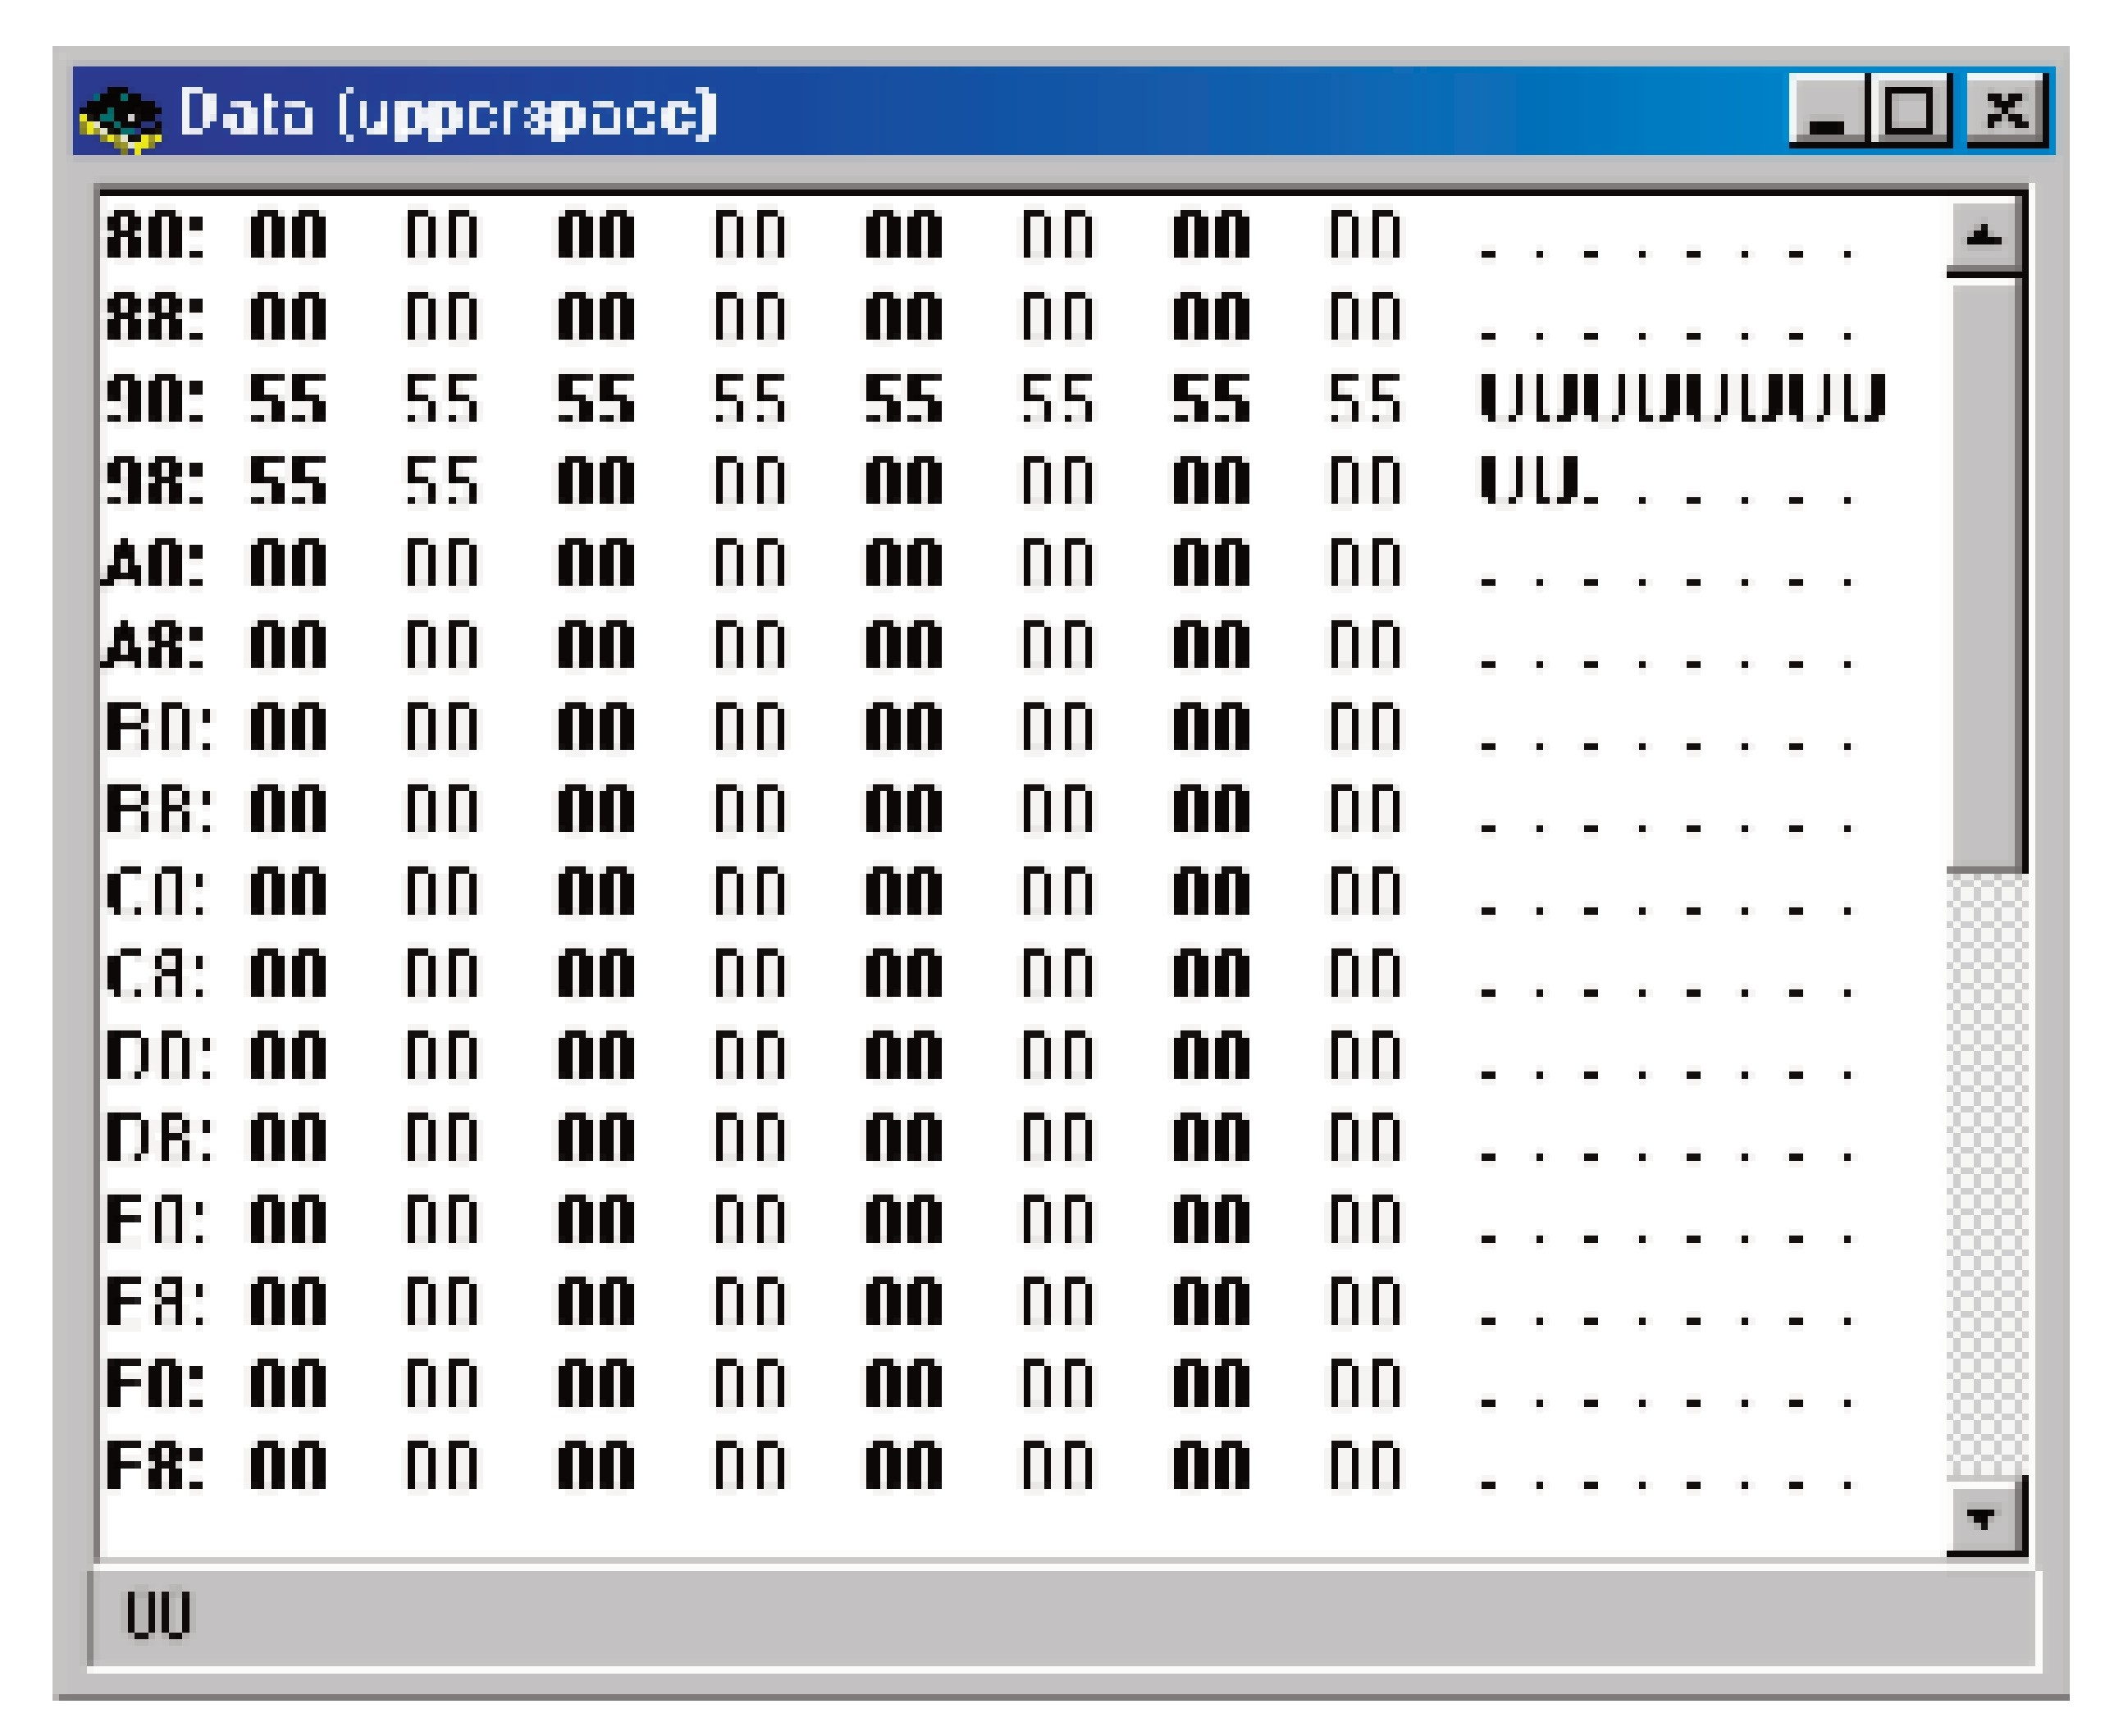 Data (upperspace)
80: 00 00 00 00 00 00 00 00 ........
88: 00 00 00 00 00 00 00 00 ........
90: 55 55 55 55 55 55 55 55 UUUUUUUU
98: 55 55 00 00 00 00 00 00 UU......
A0: 00 00 00 00 00 00 00 00 ........
A8: 00 00 00 00 00 00 00 00 ........
B0: 00 00 00 00 00 00 00 00 ........
B8: 00 00 00 00 00 00 00 00 ........
C0: 00 00 00 00 00 00 00 00 ........
C8: 00 00 00 00 00 00 00 00 ........
D0: 00 00 00 00 00 00 00 00 ........
D8: 00 00 00 00 00 00 00 00 ........
E0: 00 00 00 00 00 00 00 00 ........
E8: 00 00 00 00 00 00 00 00 ........
F0: 00 00 00 00 00 00 00 00 ........
F8: 00 00 00 00 00 00 00 00 ........